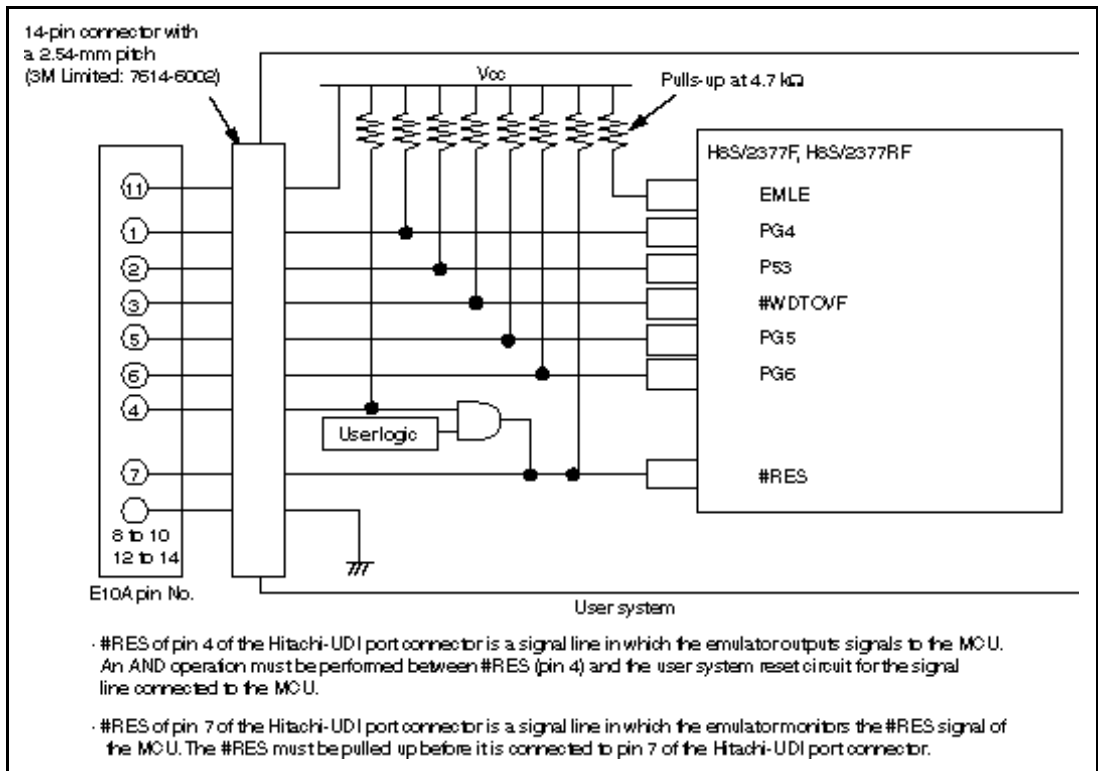 14-pin connector with
a 2.54-mm pitch
(3M Limited: 7614-6002)
Vcc
Pulls-up at 4.7 kΩ
H8S/2377F, H8S/2377RF
11
EMLE
1
PG4
2
P53
3
#WDTOVF
5
PG5
6
PG6
4
User logic
7
#RES
8 to 10
12 to 14
E10A pin No.
User system
· #RES of pin 4 of the Hitachi-UDI port connector is a signal line in which the emulator outputs signals to the MCU.
An AND operation must be performed between #RES (pin 4) and the user system reset circuit for the signal
line connected to the MCU.
· #RES of pin 7 of the Hitachi-UDI port connector is a signal line in which the emulator monitors the #RES signal of
the MCU. The #RES must be pulled up before it is connected to pin 7 of the Hitachi-UDI port connector.